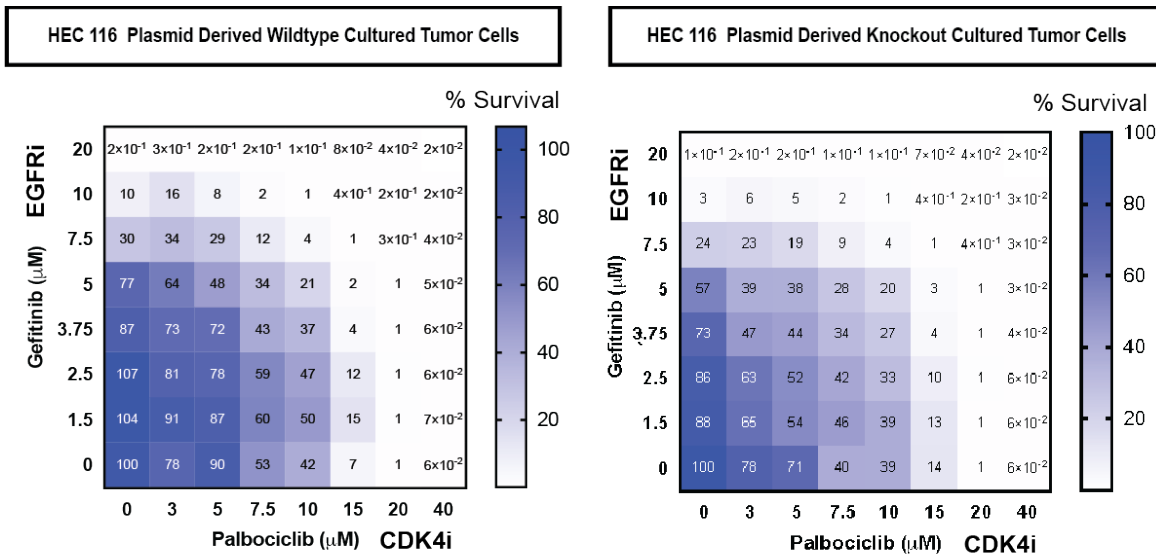 HEC 116 Plasmid Derived Wildtype Cultured Tumor Cells
% Survival
EGFRi
Gefitinib (μM)
20 2×10⁻¹ 3×10⁻¹ 2×10⁻¹ 2×10⁻¹ 1×10⁻¹ 8×10⁻² 4×10⁻² 2×10⁻²
10 10 16 8 2 1 4×10⁻¹ 2×10⁻¹ 2×10⁻²
7.5 30 34 29 12 4 1 3×10⁻¹ 4×10⁻²
5 77 64 48 34 21 2 1 5×10⁻²
3.75 87 73 72 43 37 4 1 6×10⁻²
2.5 107 81 78 59 47 12 1 6×10⁻²
1.5 104 91 87 60 50 15 1 7×10⁻²
0 100 78 90 53 42 7 1 6×10⁻²
0 3 5 7.5 10 15 20 40
Palbociclib (μM) CDK4i
100
80
60
40
20
HEC 116 Plasmid Derived Knockout Cultured Tumor Cells
% Survival
EGFRi
Gefitinib (μM)
20 1×10⁻¹ 2×10⁻¹ 2×10⁻¹ 1×10⁻¹ 1×10⁻¹ 7×10⁻² 4×10⁻² 2×10⁻²
10 3 6 5 2 1 4×10⁻¹ 2×10⁻¹ 3×10⁻²
7.5 24 23 19 9 4 1 4×10⁻¹ 3×10⁻²
5 57 39 38 28 20 3 1 3×10⁻²
3.75 73 47 44 34 27 4 1 4×10⁻²
2.5 86 63 52 42 33 10 1 6×10⁻²
1.5 88 65 54 46 39 13 1 6×10⁻²
0 100 78 71 40 39 14 1 6×10⁻²
0 3 5 7.5 10 15 20 40
Palbociclib (μM) CDK4i
100
80
60
40
20